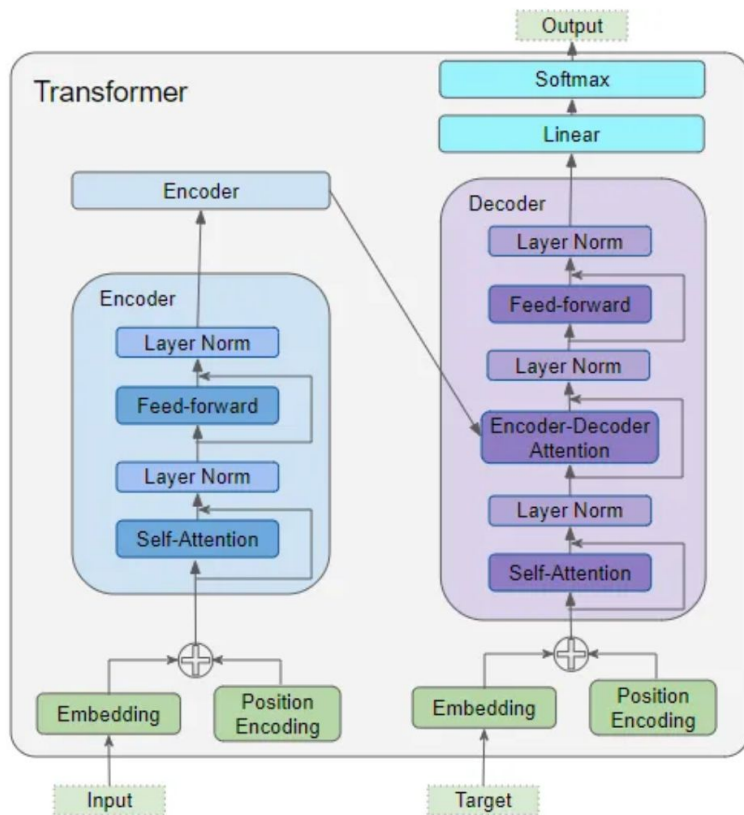 Output
Transformer
Softmax
Linear
Encoder
Encoder
Layer Norm
Feed-forward
Layer Norm
Self-Attention
Embedding
Position
Encoding
Input
Decoder
Layer Norm
Feed-forward
Layer Norm
Encoder-Decoder
Attention
Layer Norm
Self-Attention
Embedding
Position
Encoding
Target